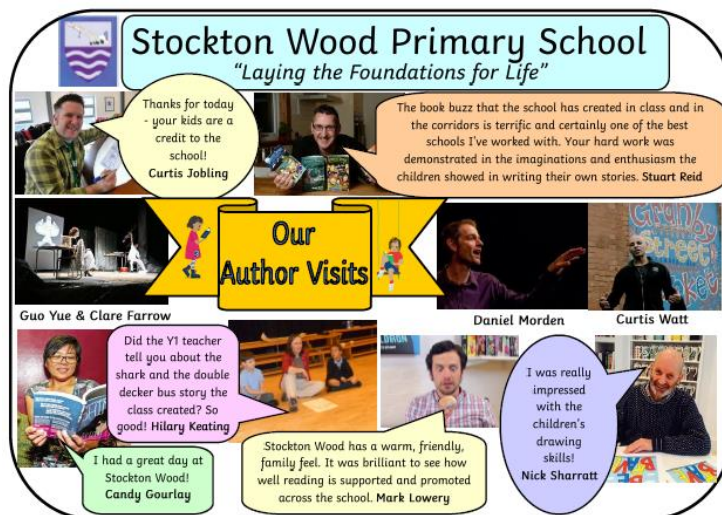 Stockton Wood Primary School
“Laying the Foundations for Life”
Thanks for today
- your kids are a
credit to the
school!
Curtis Jobling
The book buzz that the school has created in class and in
the corridors is terrific and certainly one of the best
schools I've worked with. Your hard work was
demonstrated in the imaginations and enthusiasm the
children showed in writing their own stories. Stuart Reid
Our
Author Visits
Guo Yue & Clare Farrow
Daniel Morden
Curtis Watt
Granby
Street
Did the Y1 teacher
tell you about the
shark and the double
decker bus story the
class created? So
good! Hilary Keating
I was really
impressed
with the
children's
drawing
skills!
Nick Sharratt
I had a great day at
Stockton Wood!
Candy Gourlay
Stockton Wood has a warm, friendly,
family feel. It was brilliant to see how
well reading is supported and promoted
across the school. Mark Lowery